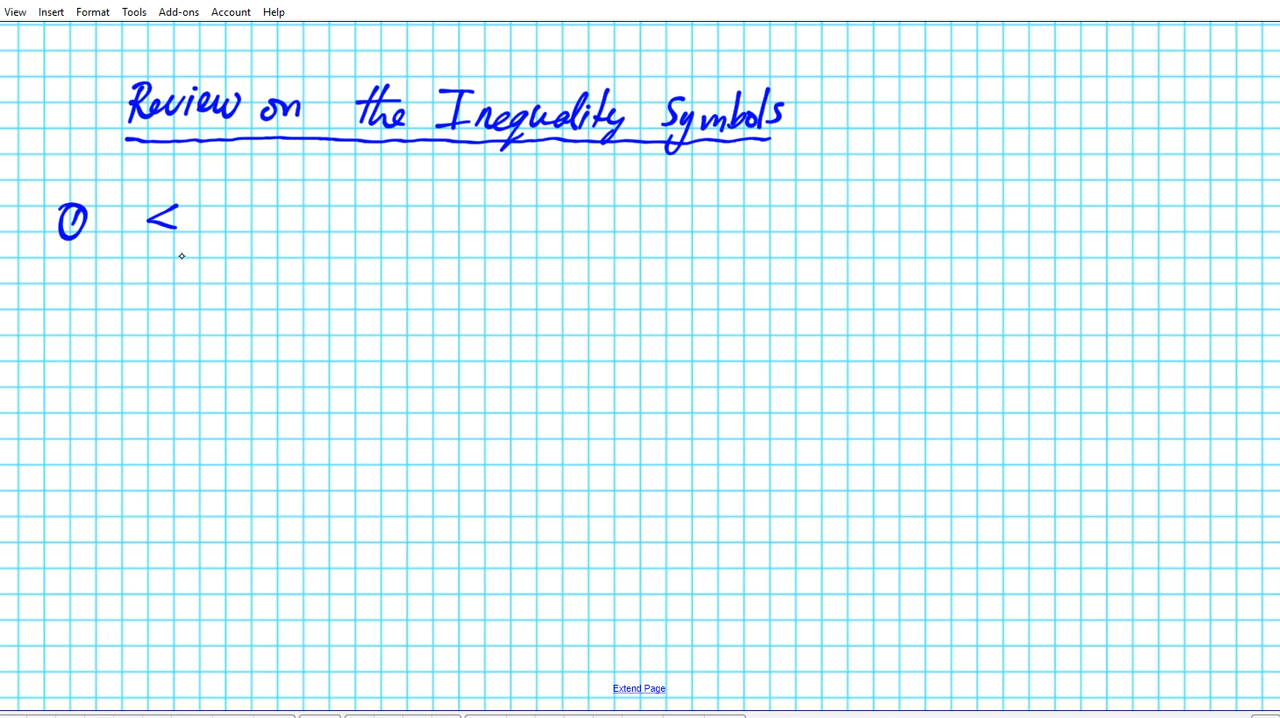 View Insert Format Tools Add-ons Account Help
Review on the Inequality Symbols
① <
Extend Page